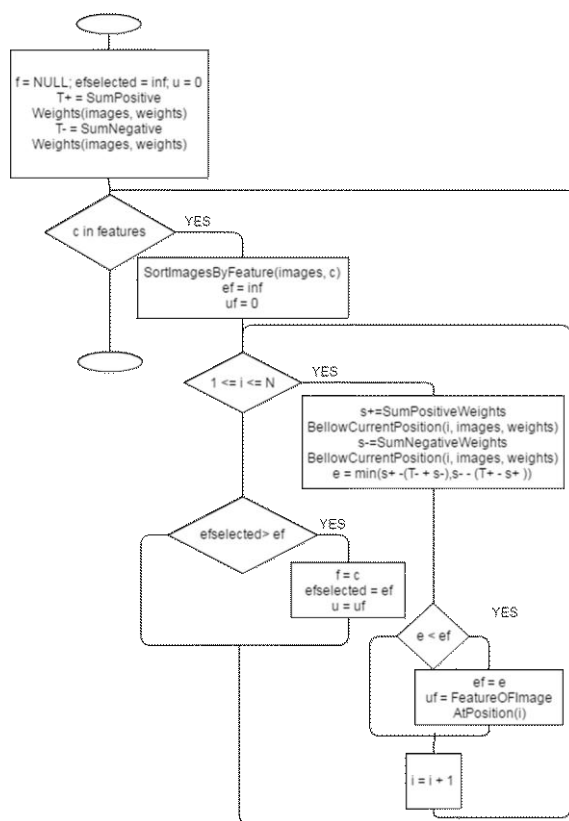 f = NULL; efselected = inf; u = 0
T+ = SumPositive
Weights(images, weights)
T- = SumNegative
Weights(images, weights)
YES
c in features
SortImagesByFeature(images, c)
ef = inf
uf = 0
YES
1 <= i <= N
s+=SumPositiveWeights
BellowCurrentPosition(i, images, weights)
s-=SumNegativeWeights
BellowCurrentPosition(i, images, weights)
e = min(s+ -(T- + s-),s- - (T+ - s+ ))
YES
efselected> ef
f = c
efselected = ef
u = uf
YES
e < ef
ef = e
uf = FeatureOFImage
AtPosition(i)
i = i + 1